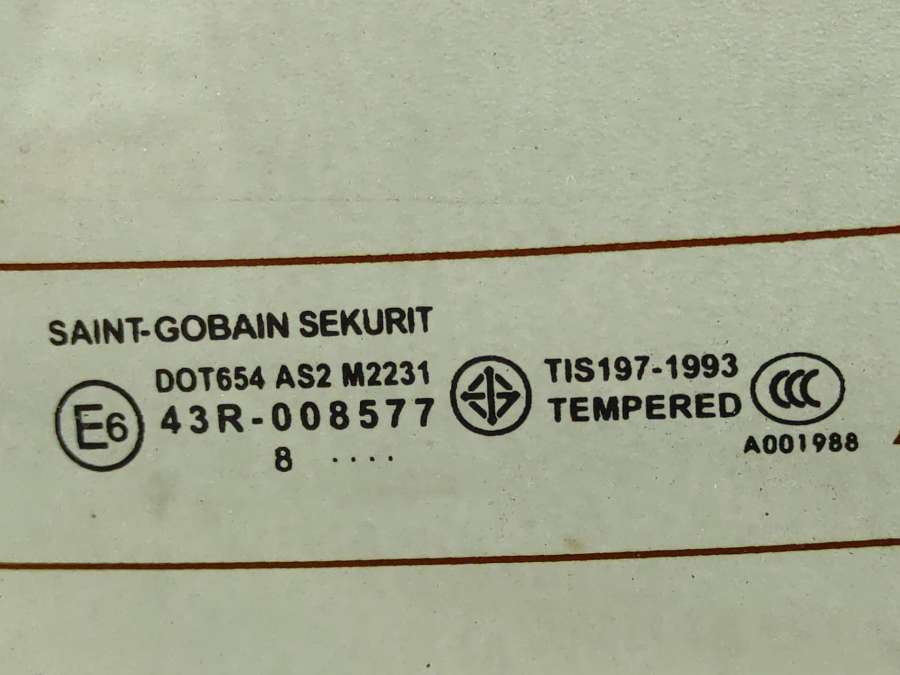 SAINT-GOBAIN SEKURIT
DOT654 AS2 M2231
E6
43R-008577
8 ....
TIS197-1993
TEMPERED
CCC
A001988